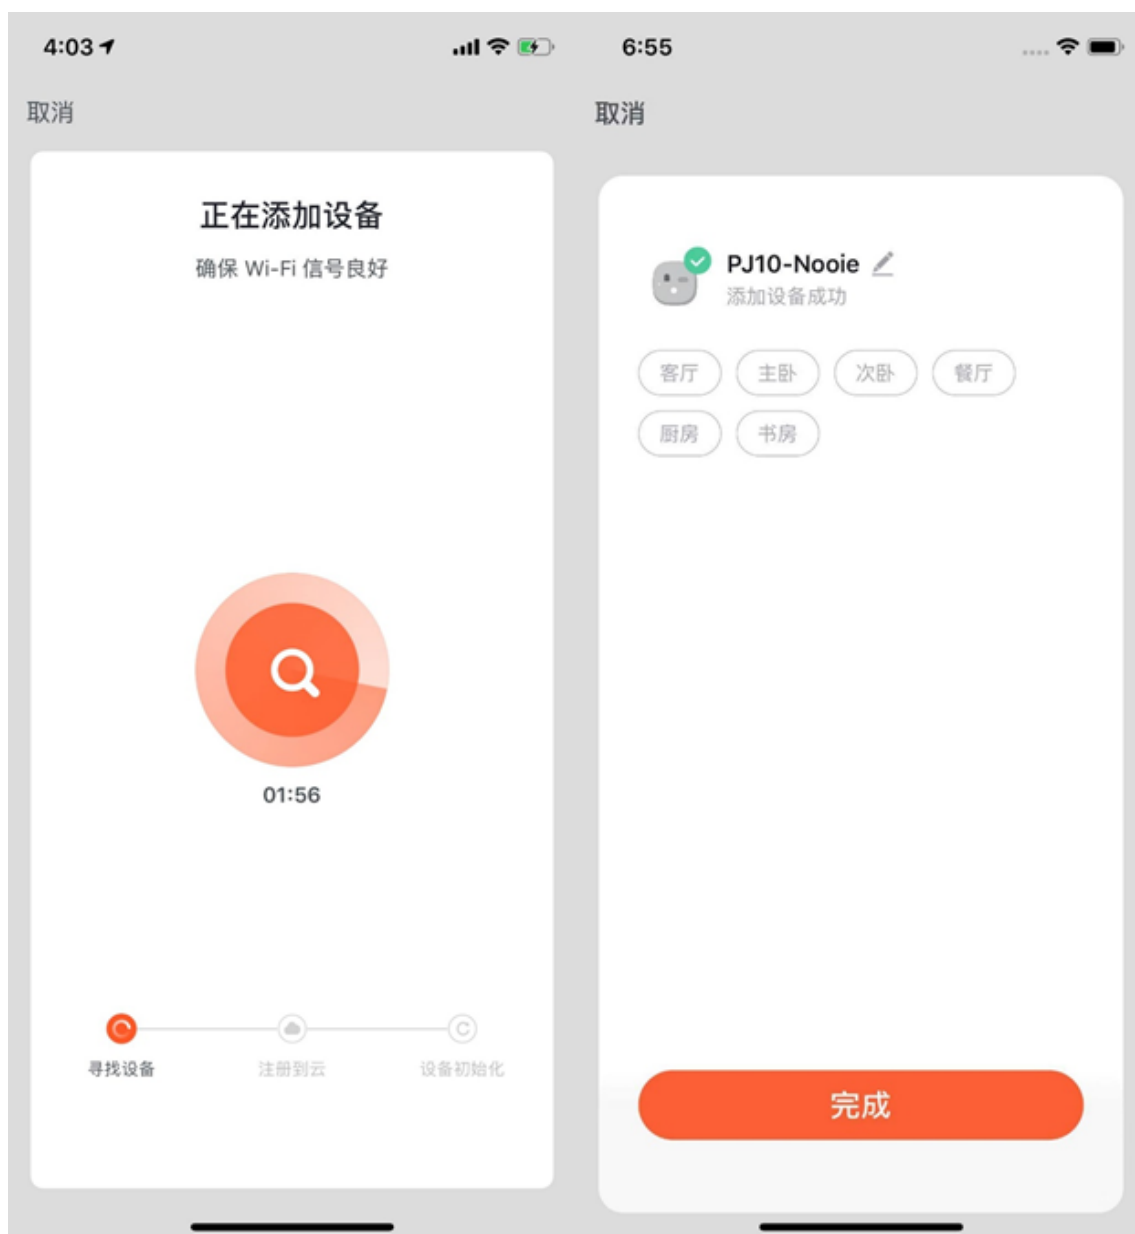 4:03
取消
正在添加设备
确保 Wi-Fi 信号良好
01:56
寻找设备
注册到云
设备初始化
6:55
取消
PJ10-Nooie
添加设备成功
客厅 主卧 次卧 餐厅
厨房 书房
完成